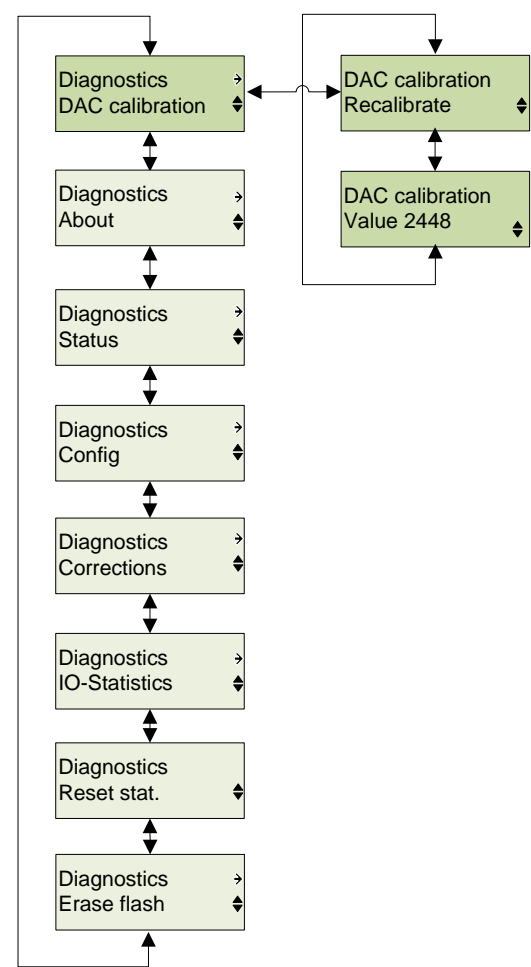 Diagnostics
DAC calibration
DAC calibration
Recalibrate
Diagnostics
About
DAC calibration
Value 2448
Diagnostics
Status
Diagnostics
Config
Diagnostics
Corrections
Diagnostics
IO-Statistics
Diagnostics
Reset stat.
Diagnostics
Erase flash